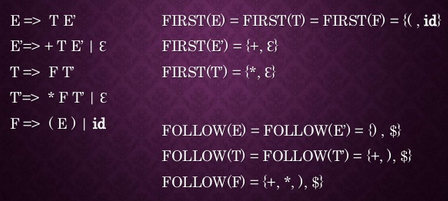 E => T E’
E’=> + T E’ | Ɛ
T => F T’
T’=> * F T’ | Ɛ
F => ( E ) | id
FIRST(E) = FIRST(T) = FIRST(F) = {( , id}
FIRST(E’) = {+, Ɛ}
FIRST(T’) = {*, Ɛ}
FOLLOW(E) = FOLLOW(E’) = {) , $}
FOLLOW(T) = FOLLOW(T’) = {+, ), $}
FOLLOW(F) = {+, *, ), $}